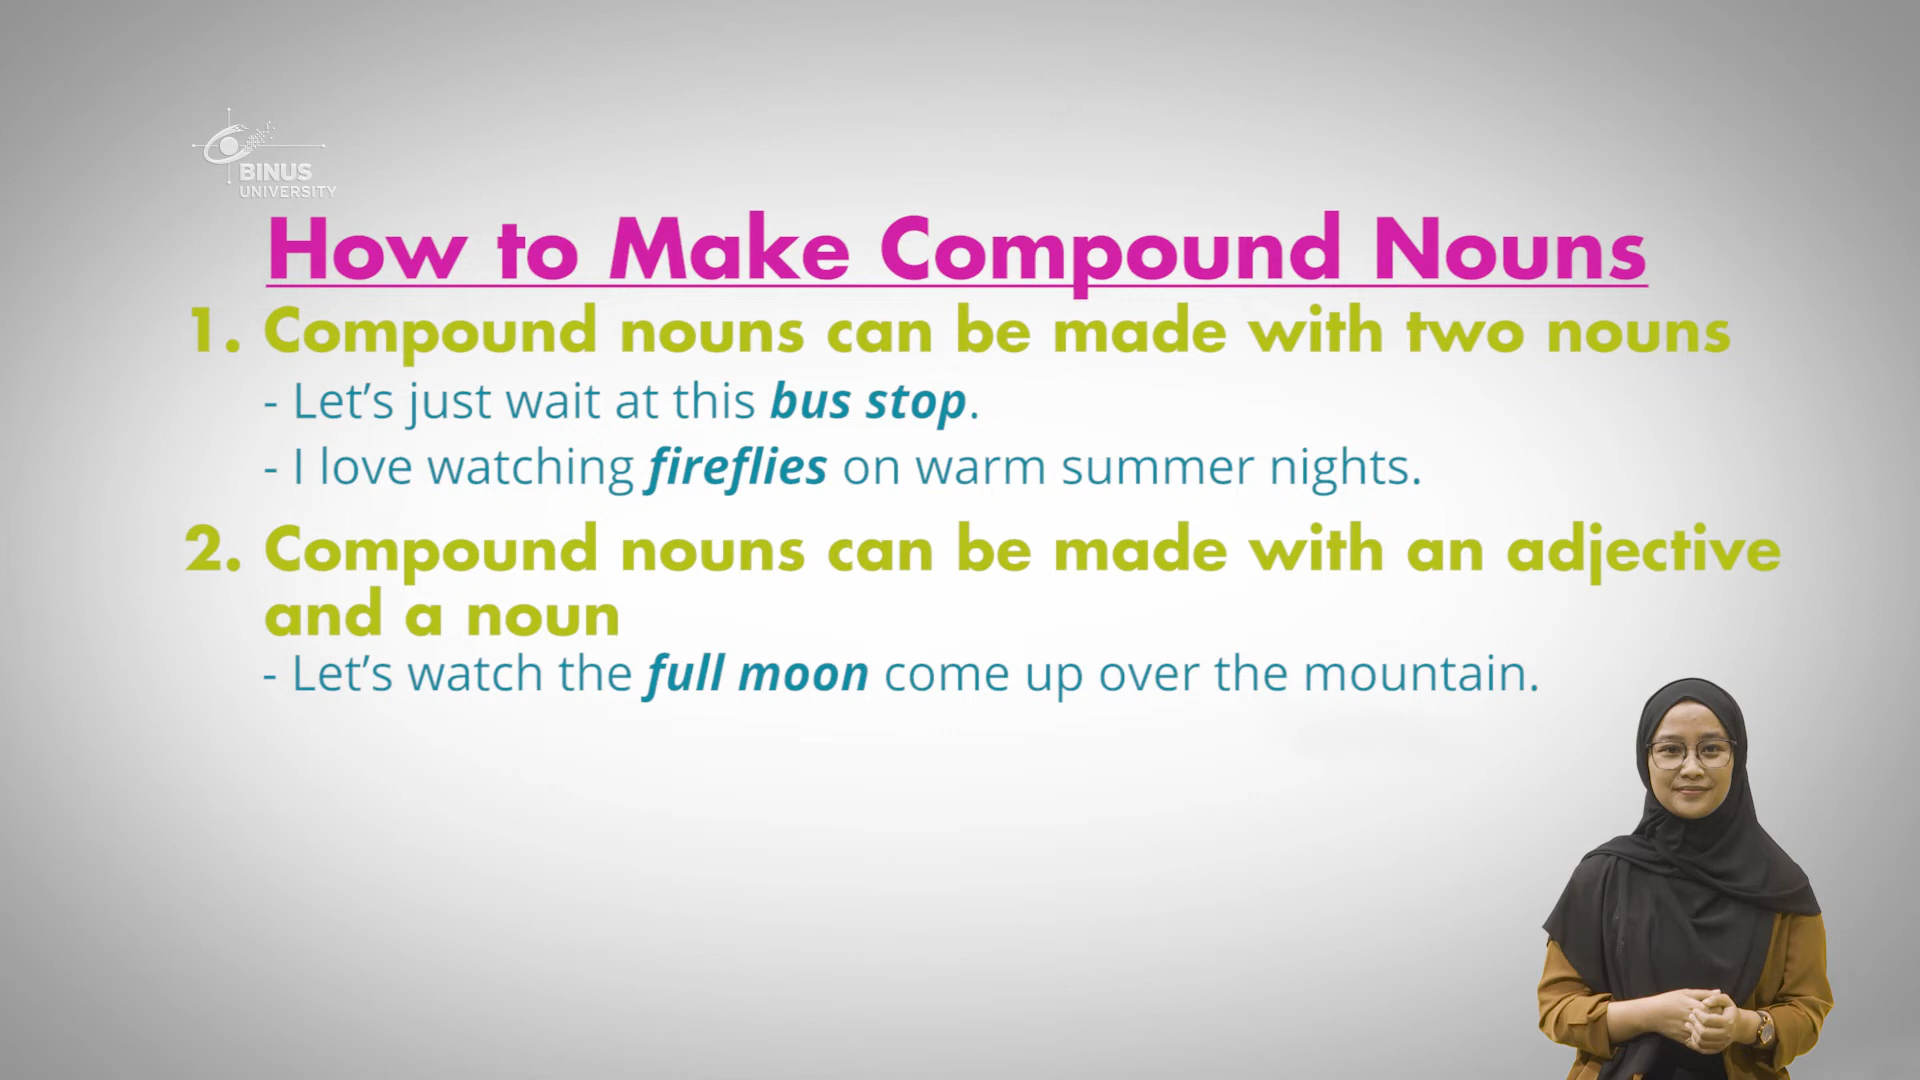 BINUS
UNIVERSITY
How to Make Compound Nouns
1. Compound nouns can be made with two nouns
- Let’s just wait at this bus stop.
- I love watching fireflies on warm summer nights.
2. Compound nouns can be made with an adjective
and a noun
- Let’s watch the full moon come up over the mountain.